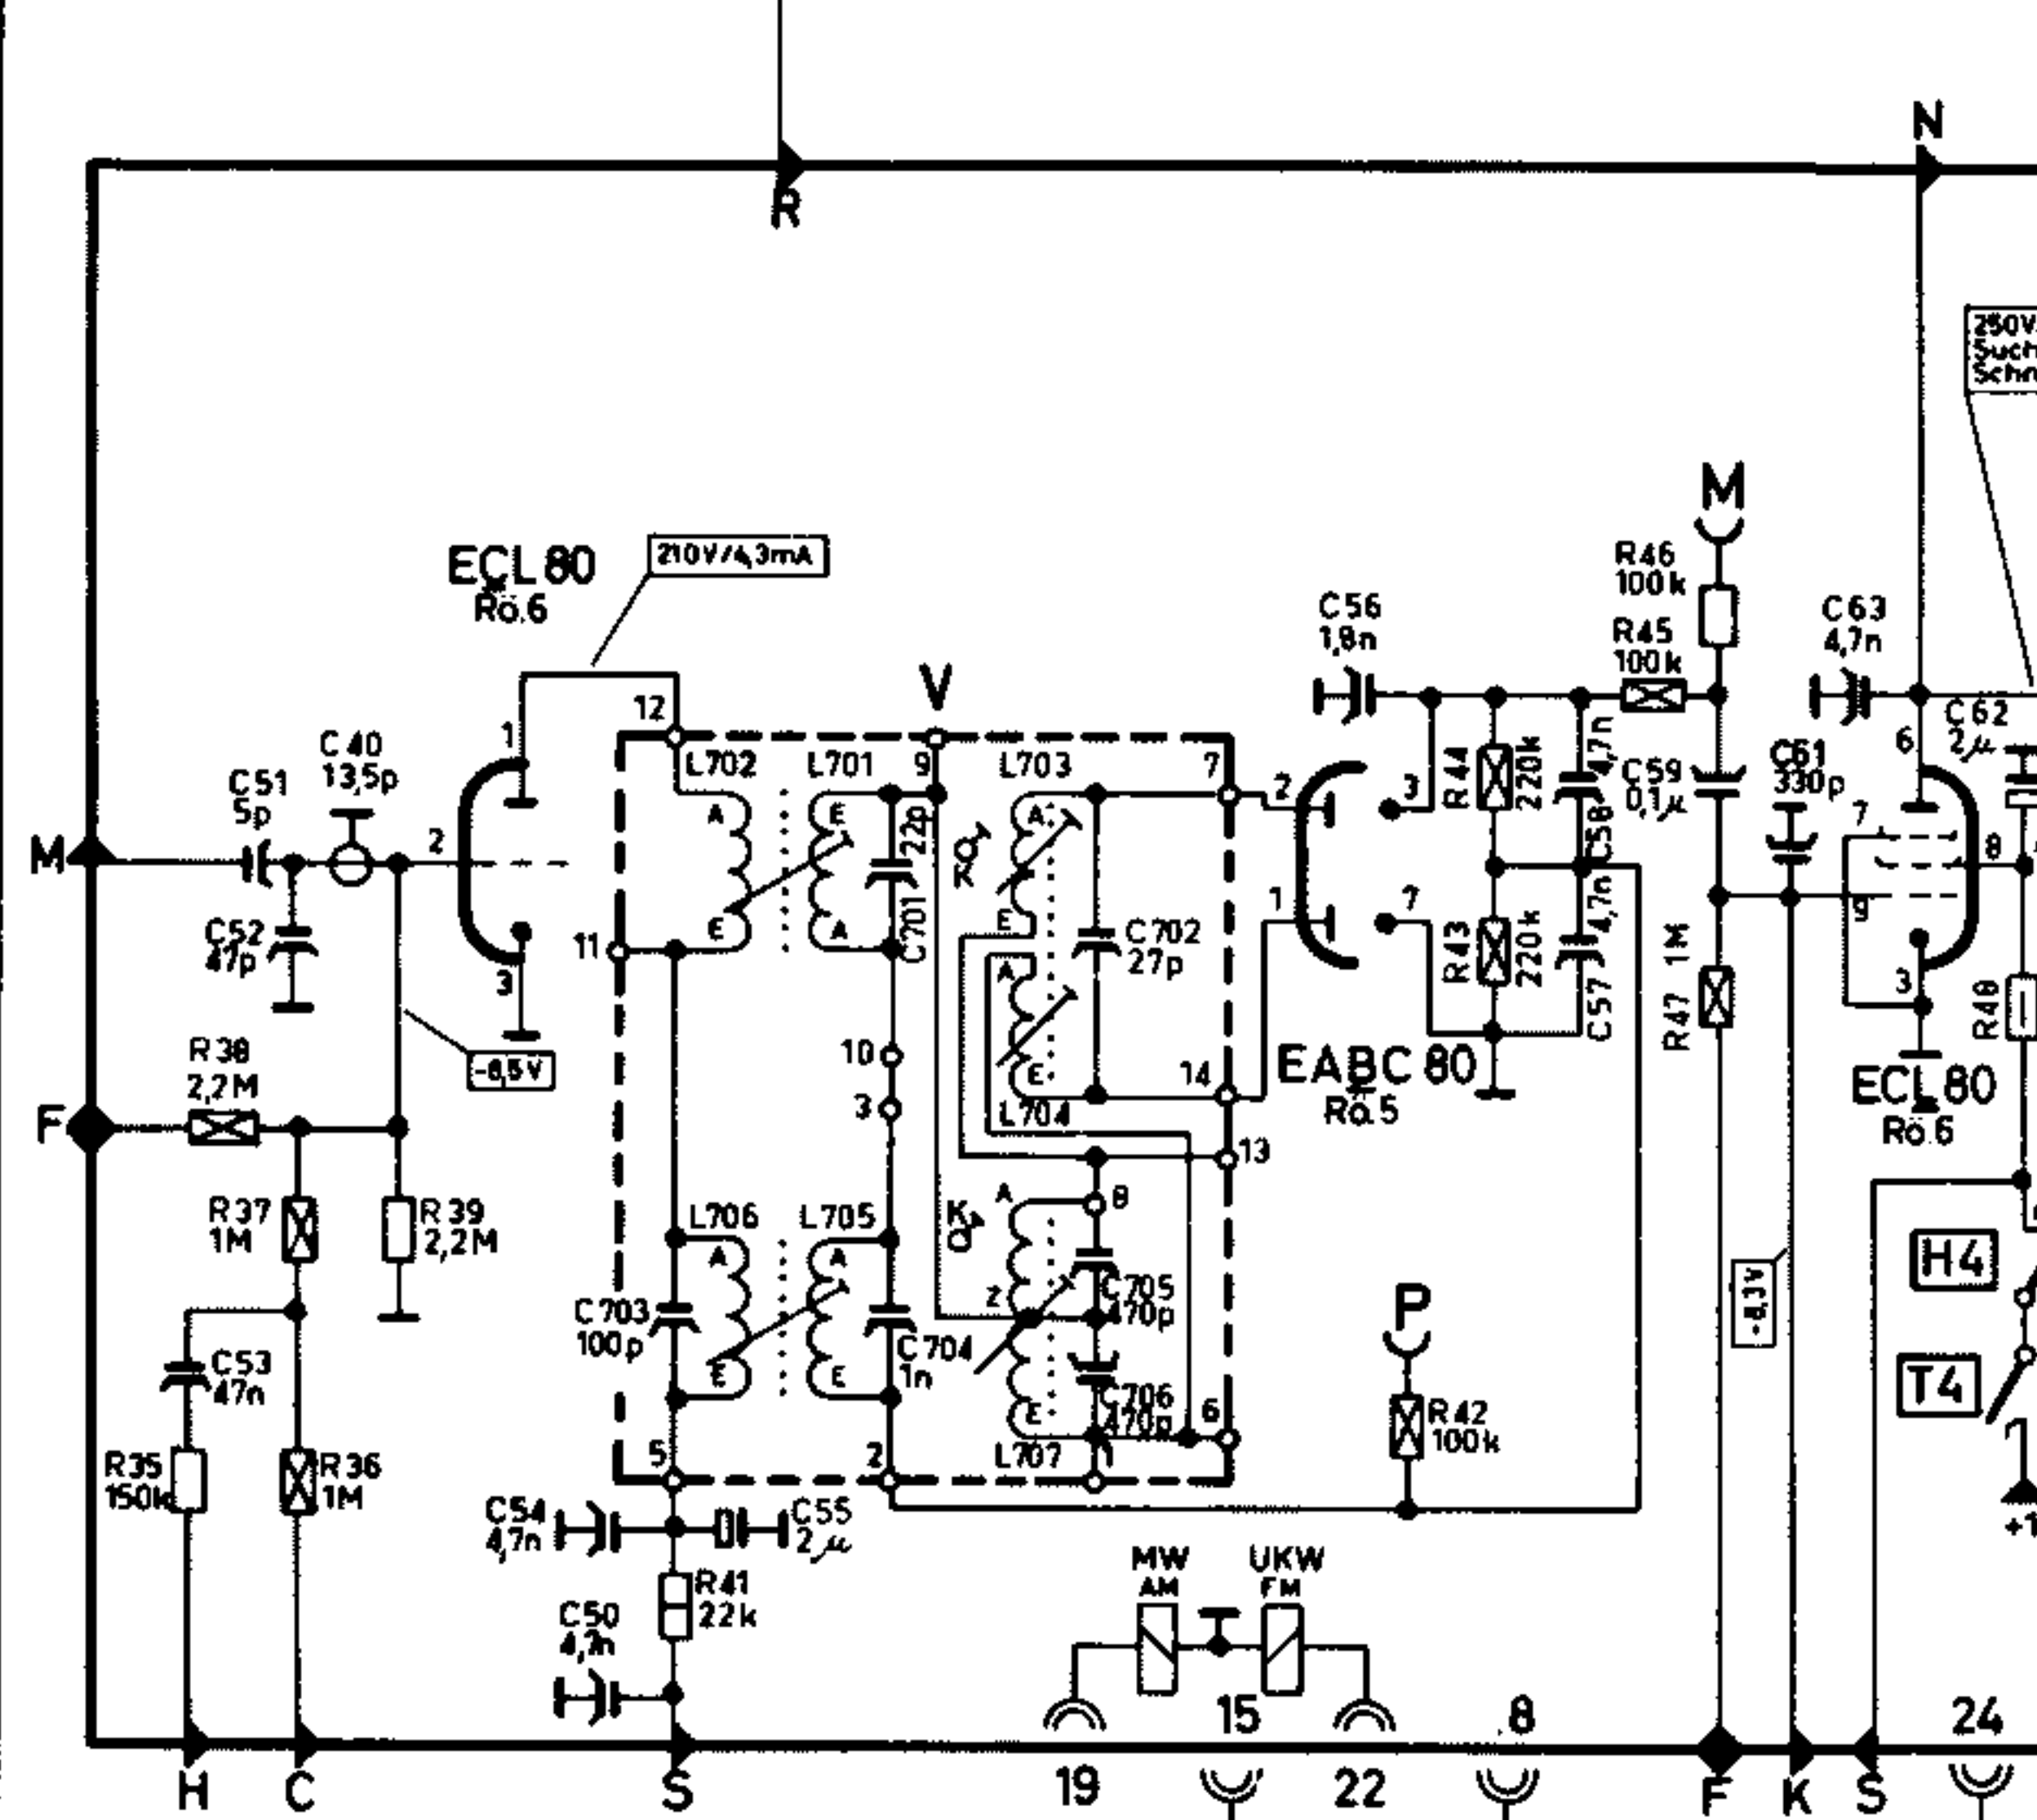 N
R
250V
Such
Schn
M
ECL 80
Rö.6
210V/4,3mA
R46
100k
C56
1,8n
R45
100k
C63
4,7n
V
12
C40
13,5p
1
C62
2µ
6
L702
L701
9
L703
7
C51
5p
2
R44
220k
4,7n
C58
C59
0,1µ
C61
330p
3
A
E
22p
A
K
M
2
7
8
C52
47p
E
A
C701
E
1
7
9
11
C702
27p
A
R43
220k
4,7n
C57
R47 1M
3
3
R48
R38
2,2M
-6,5V
10
3
E
L704
14
EABC 80
Rö.5
ECL 80
Rö.6
F
13
A
8
R37
1M
R39
2,2M
L706
L705
K
A
A
H4
C703
100p
2
C705
470p
P
C53
47n
E
E
C704
1n
C706
470p
T4
E
6
R42
100k
R35
150k
R36
1M
5
2
L707
1
C54
4,7n
C55
2µ
+1
MW
AM
UKW
FM
R41
22k
C50
4,7n
15
8
24
H
C
S
19
22
F
K
S